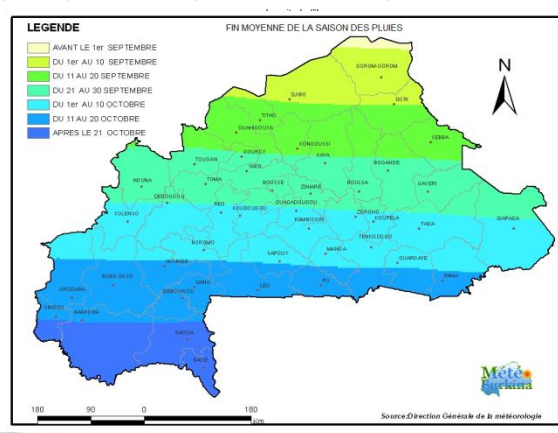 LEGENDE
FIN MOYENNE DE LA SAISON DES PLUIES
AVANT LE 1er SEPTEMBRE
DU 1er AU 10 SEPTEMBRE
DU 11 AU 20 SEPTEMBRE
DU 21 AU 30 SEPTEMBRE
DU 1er AU 10 OCTOBRE
DU 11 AU 20 OCTOBRE
APRES LE 21 OCTOBRE
N
GOROM-GOROM
DJIBO
DORI
TITAO
OUAHIGOUYA
SEBBA
KONGOUSSI
GOURCY
KAYA
TOUGAN
YAKO
BOGANDE
NOUNA
TOMA
BOUSSE
ZINIARE
BOULSA
GAYERI
DEDOUGOU
REO
KOUDOUGOU
OUAGADOUGOU
SOLENSO
KOMBISSIRI
ZORGHO
KOUPELA
FADA
DIAPAGA
TENKODOGO
BOROMO
SAPOUY
MANGA
OUARGAYE
HOUNDE
BOBO-DSSO
DANO
LEO
PO
PAMA
ORODARA
DIEBOUGOU
SINDOU
BANFORA
GAOUA
BATIE
Météo
Burkina
180 90 0 180
Km
Source:Direction Générale de la météorologie